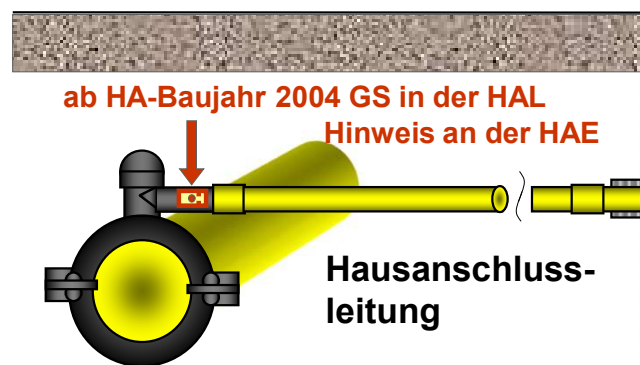 ab HA-Baujahr 2004 GS in der HAL
Hinweis an der HAE
Hausanschluss-
leitung